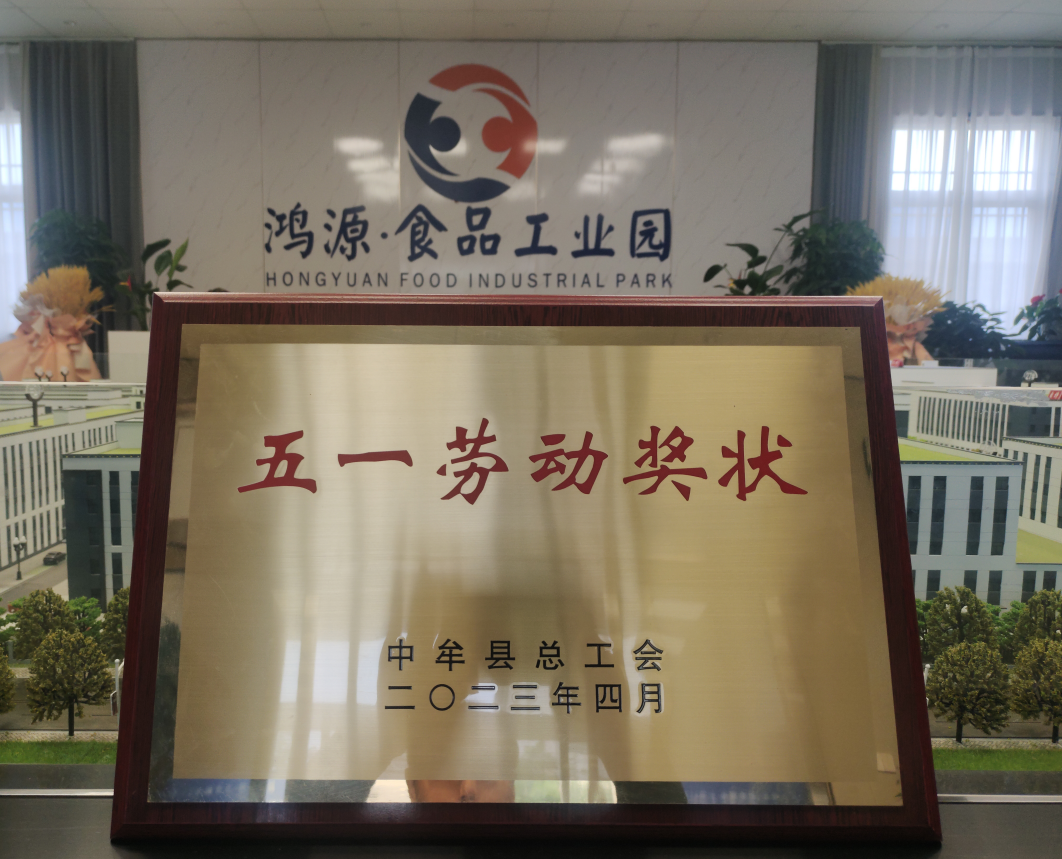 鸿源·食品工业园
HONGYUAN FOOD INDUSTRIAL PARK
五一劳动奖状
中牟县总工会
二〇二三年四月